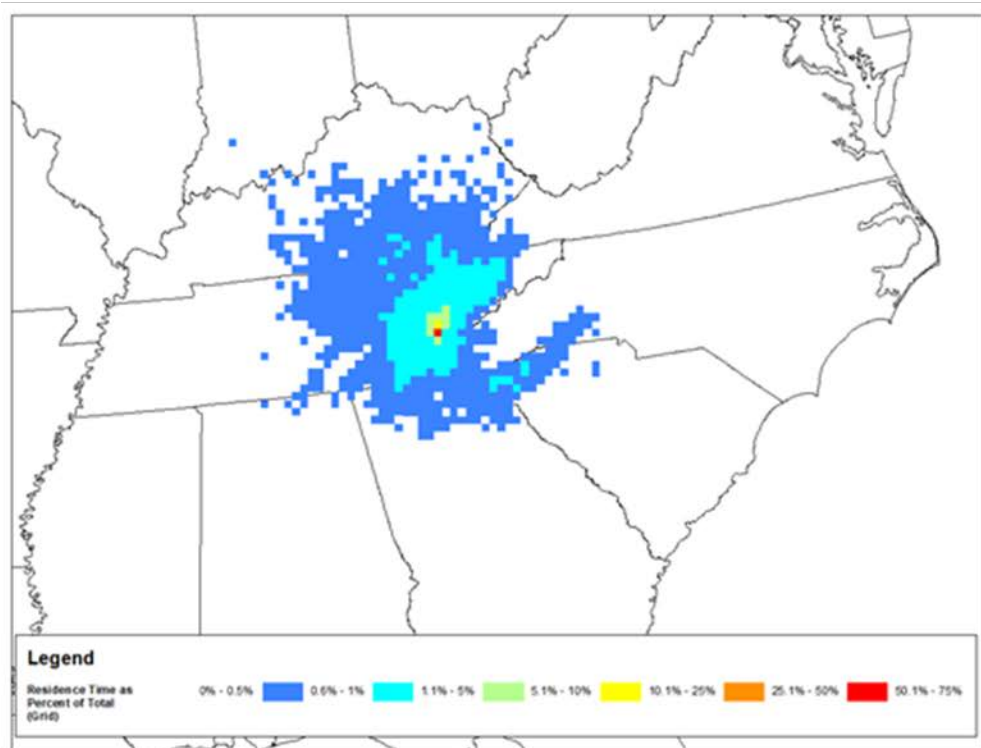 Legend
Residence Time as
Percent of Total
(Grid)
0% - 0.5% 0.6% - 1% 1.1% - 5% 5.1% - 10% 10.1% - 25% 25.1% - 50% 50.1% - 75%